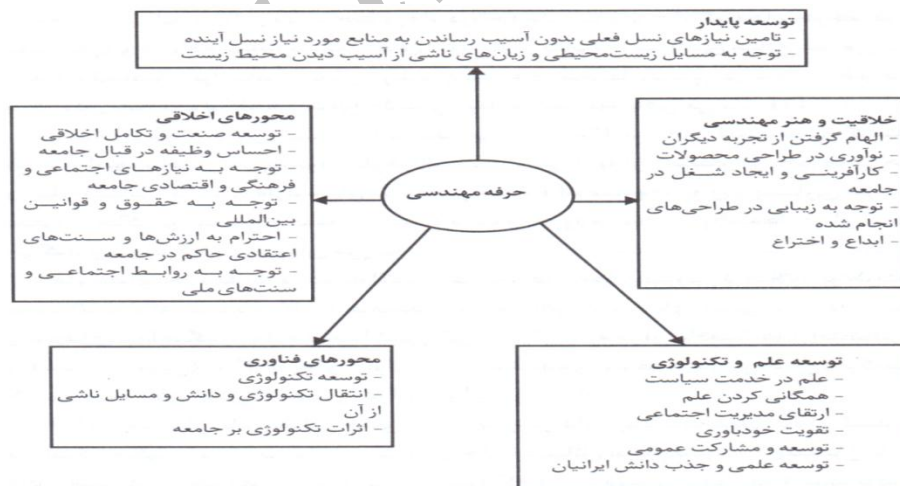 توسعه پایدار
- تامین نیازهای نسل فعلی بدون آسیب رساندن به منابع مورد نیاز نسل آینده
- توجه به مسایل زیست‌محیطی و زیان‌های ناشی از آسیب دیدن محیط زیست
خلاقیت و هنر مهندسی
- الهام گرفتن از تجربه دیگران
- نوآوری در طراحی محصولات
- کارآفرینی و ایجاد شغل در
جامعه
- توجه به زیبایی در طراحی‌های
انجام شده
- ابداع و اختراع
حرفه مهندسی
محورهای اخلاقی
- توسعه صنعت و تکامل اخلاقی
- احساس وظیفه در قبال جامعه
- توجه به نیازهای اجتماعی و
فرهنگی و اقتصادی جامعه
- توجه به حقوق و قوانین
بین‌المللی
- احترام به ارزش‌ها و سنت‌های
اعتقادی حاکم در جامعه
- توجه به روابط اجتماعی و
سنت‌های ملی
توسعه علم و تکنولوژی
- علم در خدمت سیاست
- همگانی کردن علم
- ارتقای مدیریت اجتماعی
- تقویت خودباوری
- توسعه و مشارکت عمومی
- توسعه علمی و جذب دانش ایرانیان
محورهای فناوری
- توسعه تکنولوژی
- انتقال تکنولوژی و دانش و مسایل ناشی
از آن
- اثرات تکنولوژی بر جامعه